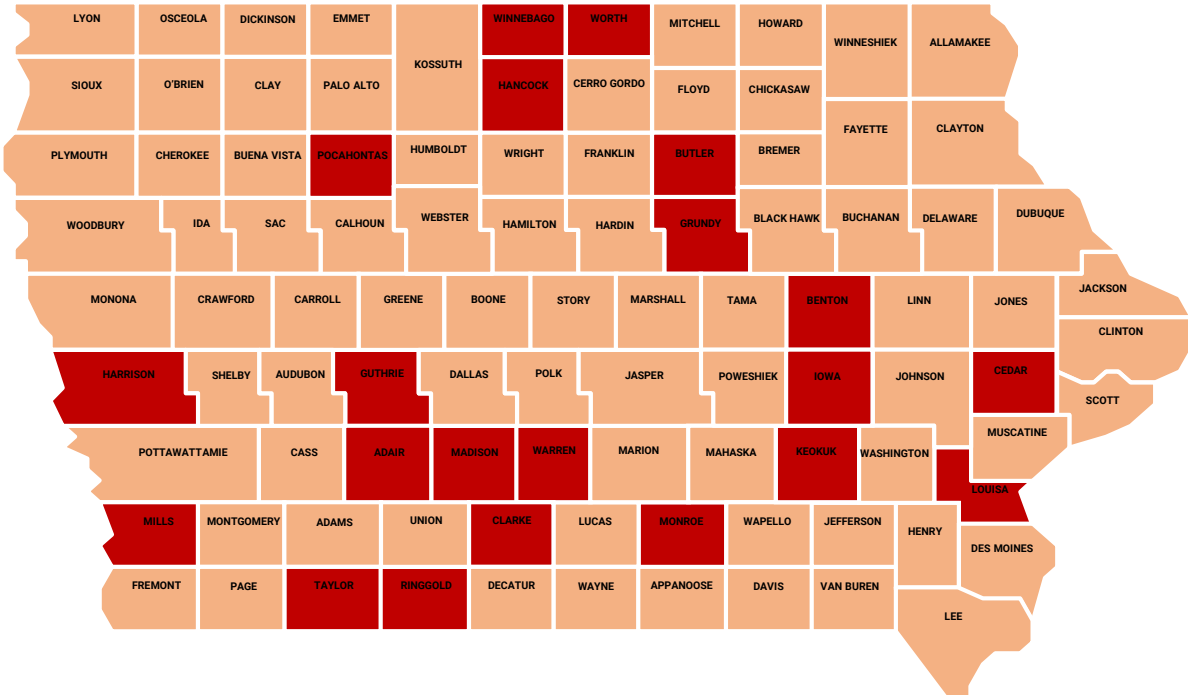 LYON
OSCEOLA
DICKINSON
EMMET
WINNEBAGO
WORTH
MITCHELL
HOWARD
WINNESHIEK
ALLAMAKEE
KOSSUTH
SIOUX
O'BRIEN
CLAY
PALO ALTO
HANCOCK
CERRO GORDO
FLOYD
CHICKASAW
FAYETTE
CLAYTON
PLYMOUTH
CHEROKEE
BUENA VISTA
POCAHONTAS
HUMBOLDT
WRIGHT
FRANKLIN
BUTLER
BREMER
WOODBURY
IDA
SAC
CALHOUN
WEBSTER
HAMILTON
HARDIN
GRUNDY
BLACK HAWK
BUCHANAN
DELAWARE
DUBUQUE
MONONA
CRAWFORD
CARROLL
GREENE
BOONE
STORY
MARSHALL
TAMA
BENTON
LINN
JONES
JACKSON
CLINTON
HARRISON
SHELBY
AUDUBON
GUTHRIE
DALLAS
POLK
JASPER
POWESHIEK
IOWA
JOHNSON
CEDAR
SCOTT
MUSCATINE
POTTAWATTAMIE
CASS
ADAIR
MADISON
WARREN
MARION
MAHASKA
KEOKUK
WASHINGTON
LOUISA
MILLS
MONTGOMERY
ADAMS
UNION
CLARKE
LUCAS
MONROE
WAPELLO
JEFFERSON
HENRY
DES MOINES
FREMONT
PAGE
TAYLOR
RINGGOLD
DECATUR
WAYNE
APPANOOSE
DAVIS
VAN BUREN
LEE